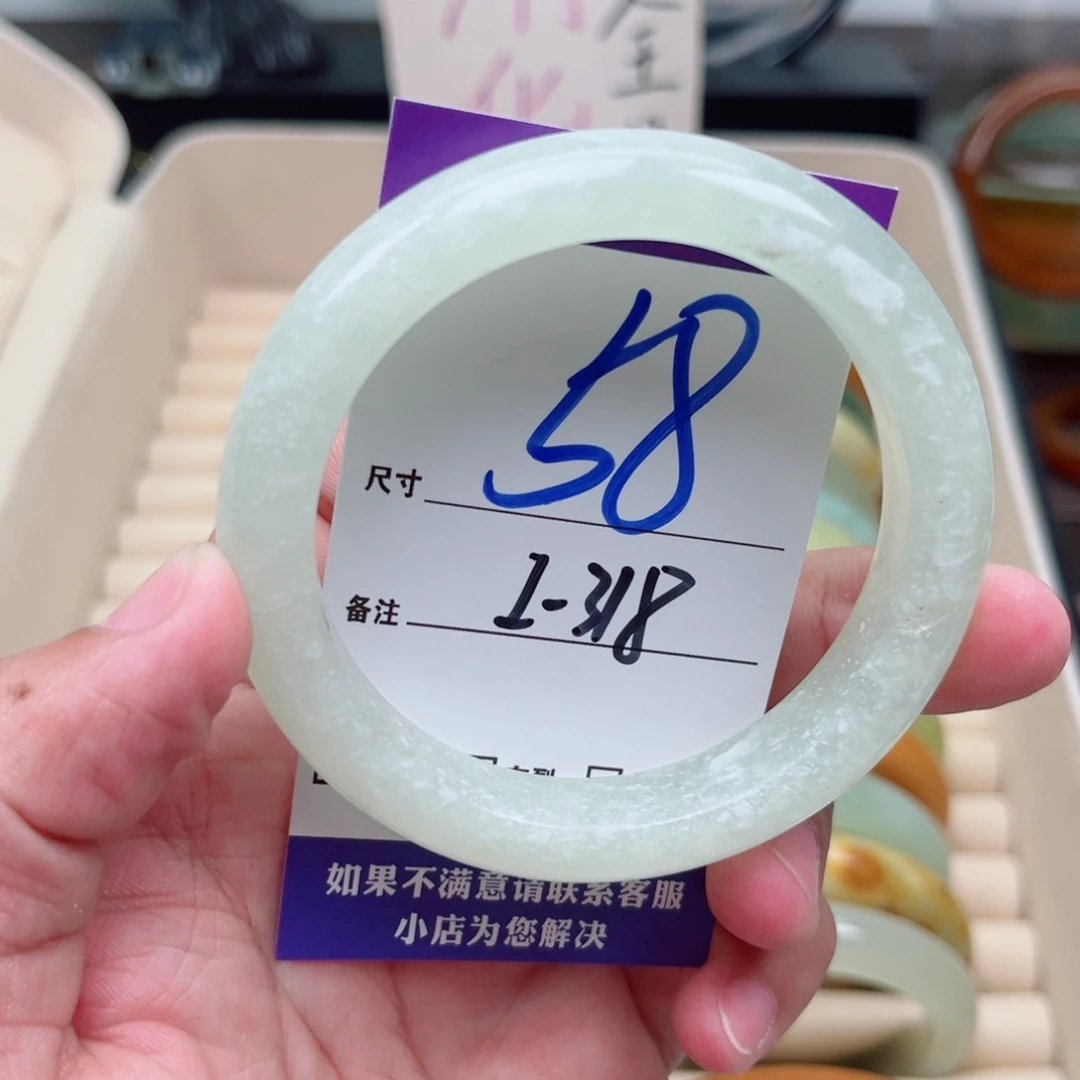 尺寸 58
备注 1-318
如果不满意请联系客服
小店为您解决